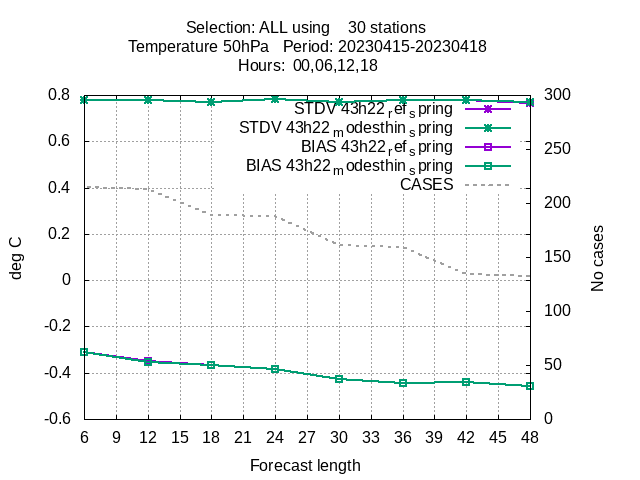 Selection: ALL using    30 stations
Temperature 50hPa   Period: 20230415-20230418
Hours: 00,06,12,18
STDV 43h22_ref_spring
STDV 43h22_modesthin_spring
BIAS 43h22_ref_spring
BIAS 43h22_modesthin_spring
CASES
0.8
0.6
0.4
0.2
0
-0.2
-0.4
-0.6
deg C
300
250
200
150
100
50
0
No cases
6 9 12 15 18 21 24 27 30 33 36 39 42 45 48
Forecast length